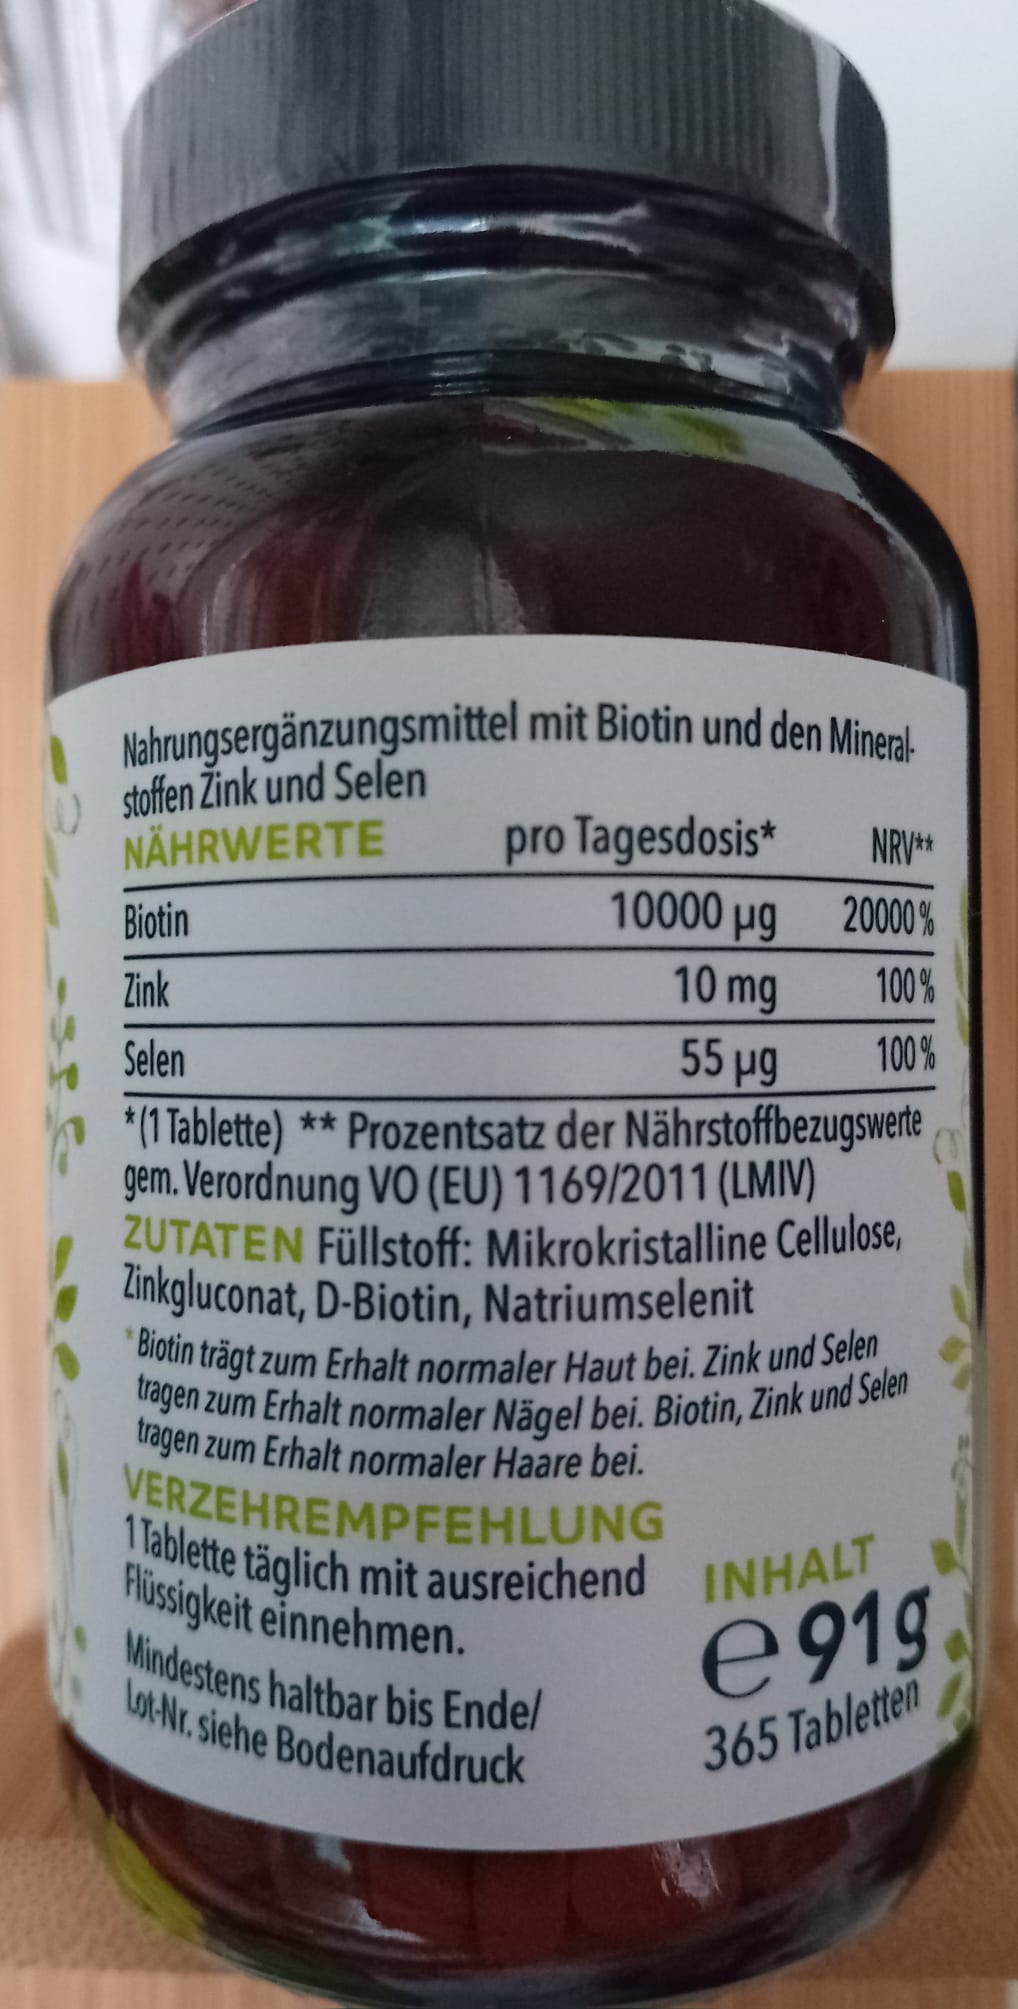 Nahrungsergänzungsmittel mit Biotin und den Mineral-
stoffen Zink und Selen
NÄHRWERTE pro Tagesdosis* NRV**
Biotin 10000 µg 20000 %
Zink 10 mg 100 %
Selen 55 µg 100 %
*(1 Tablette) ** Prozentsatz der Nährstoffbezugswerte
gem. Verordnung VO (EU) 1169/2011 (LMIV)
ZUTATEN Füllstoff: Mikrokristalline Cellulose,
Zinkgluconat, D-Biotin, Natriumselenit
*Biotin trägt zum Erhalt normaler Haut bei. Zink und Selen
tragen zum Erhalt normaler Nägel bei. Biotin, Zink und Selen
tragen zum Erhalt normaler Haare bei.
VERZEHREMPFEHLUNG
1 Tablette täglich mit ausreichend
Flüssigkeit einnehmen.
Mindestens haltbar bis Ende/
Lot-Nr. siehe Bodenaufdruck
INHALT
e 91g
365 Tabletten